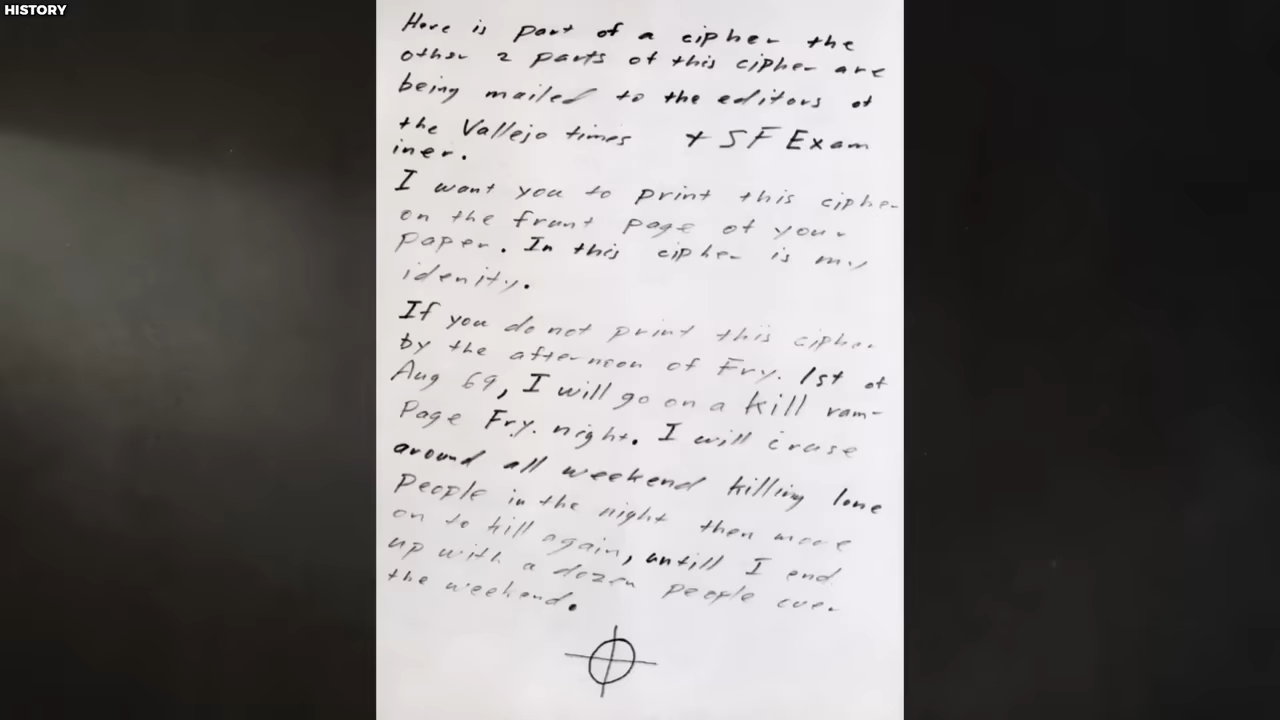 HISTORY
Here is part of a cipher the
other 2 parts of this cipher are
being mailed to the editors of
the Vallejo times + SF Exam
iner.
I want you to print this cipher
on the frunt page of your
paper. In this cipher is my
idenity.
If you do not print this cipher
by the afternoon of Fry. 1st of
Aug 69, I will go on a kill ram-
Page Fry. night. I will cruse
around all weekend killing lone
people in the night then move
on to kill again, untill I end
up with a dozen people over
the weekend.